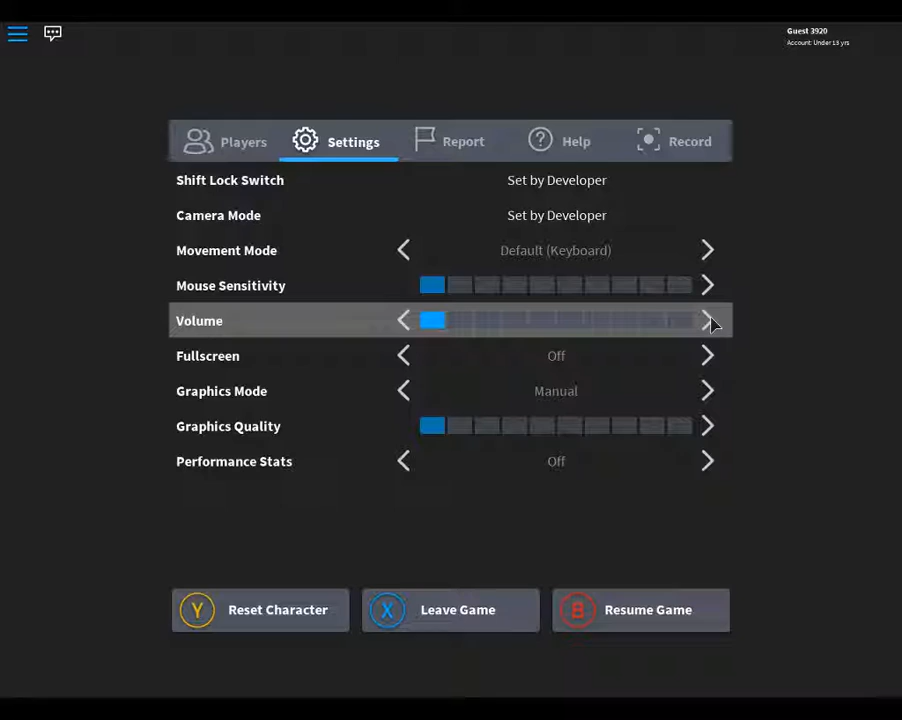 Guest 3920
Account: Under 13 yrs
Players
Settings
Report
Help
Record
Shift Lock Switch
Set by Developer
Camera Mode
Set by Developer
Movement Mode
Default (Keyboard)
Mouse Sensitivity
Volume
Fullscreen
Off
Graphics Mode
Manual
Graphics Quality
Performance Stats
Off
Y
Reset Character
X
Leave Game
B
Resume Game